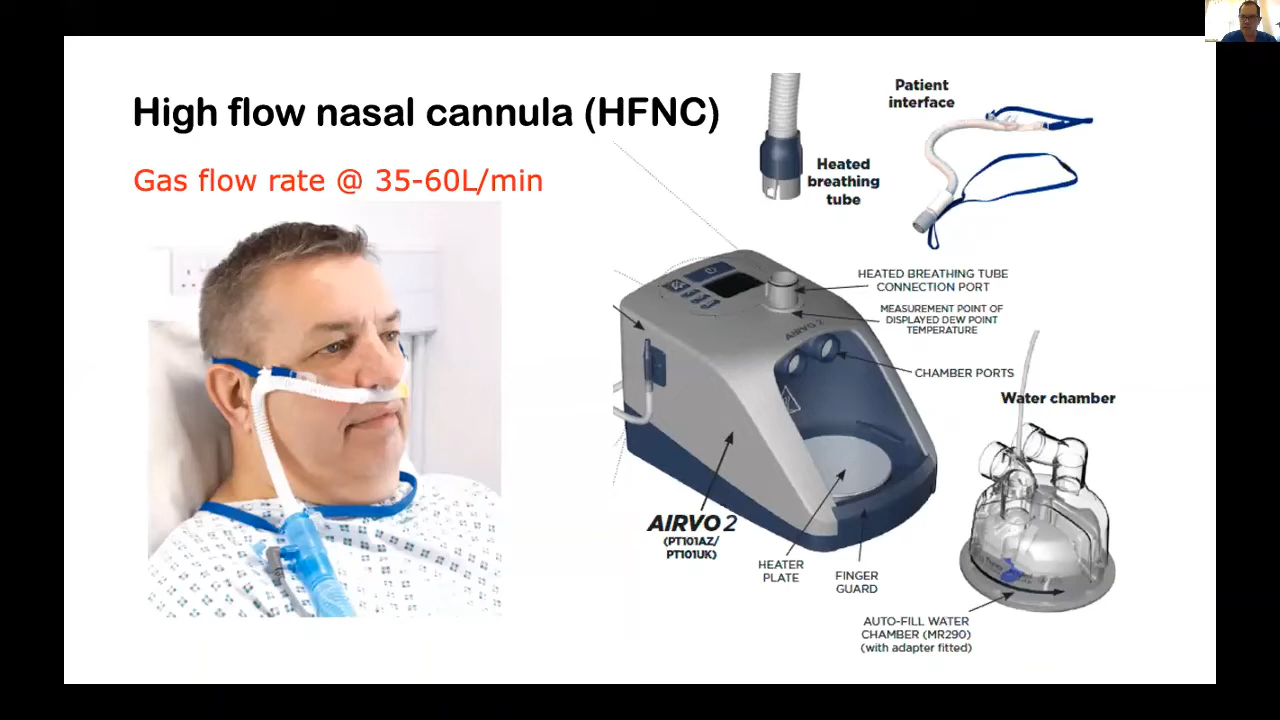 High flow nasal cannula (HFNC)
Gas flow rate @ 35-60L/min
Heated
breathing
tube
Patient
interface
HEATED BREATHING TUBE
CONNECTION PORT
MEASUREMENT POINT OF
DISPLAYED DEW POINT
TEMPERATURE
AIRVO 2
CHAMBER PORTS
Water chamber
AIRVO 2
(PT101AZ/
PT101UK)
HEATER
PLATE
FINGER
GUARD
AUTO-FILL WATER
CHAMBER (MR290)
(with adapter fitted)